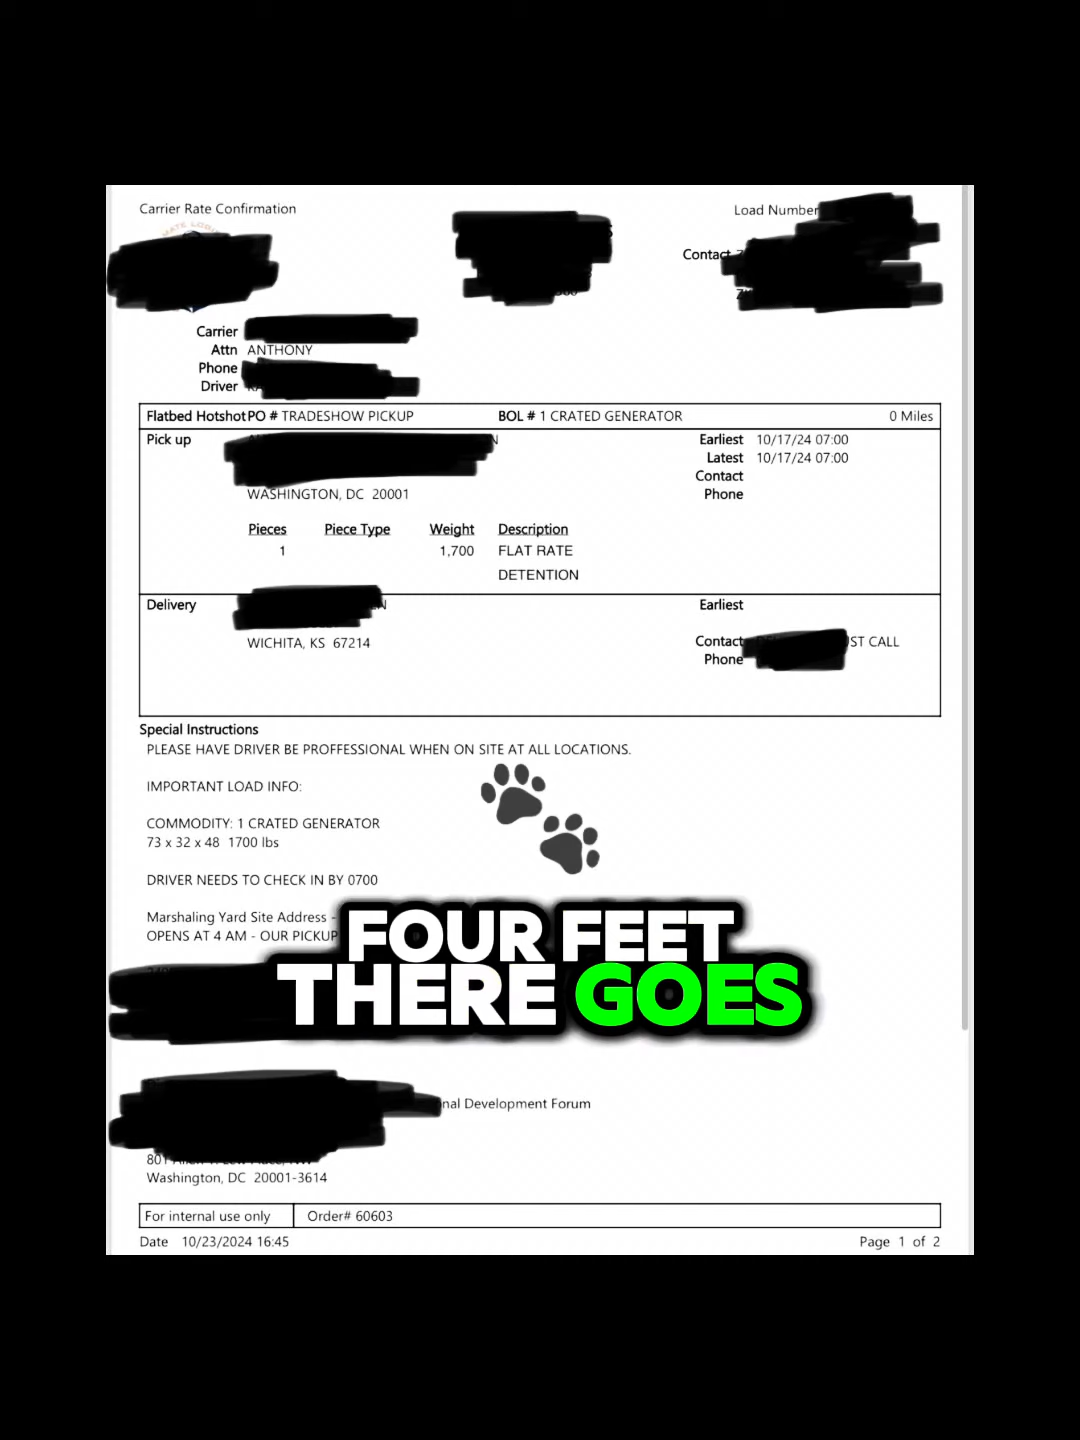 Carrier Rate Confirmation
Load Number
MATE LOGI
Contact
Carrier
Attn ANTHONY
Phone
Driver
Flatbed Hotshot PO # TRADESHOW PICKUP BOL # 1 CRATED GENERATOR 0 Miles
Pick up
Earliest 10/17/24 07:00
Latest 10/17/24 07:00
Contact
Phone
WASHINGTON, DC 20001
Pieces Piece Type Weight Description
1 1,700 FLAT RATE
DETENTION
Delivery
Earliest
WICHITA, KS 67214
Contact UST CALL
Phone
Special Instructions
PLEASE HAVE DRIVER BE PROFFESSIONAL WHEN ON SITE AT ALL LOCATIONS.
IMPORTANT LOAD INFO:
COMMODITY: 1 CRATED GENERATOR
73 x 32 x 48 1700 lbs
DRIVER NEEDS TO CHECK IN BY 0700
Marshaling Yard Site Address -
OPENS AT 4 AM - OUR PICKUP
FOUR FEET
THERE GOES
nal Development Forum
Washington, DC 20001-3614
For internal use only Order# 60603
Date 10/23/2024 16:45 Page 1 of 2